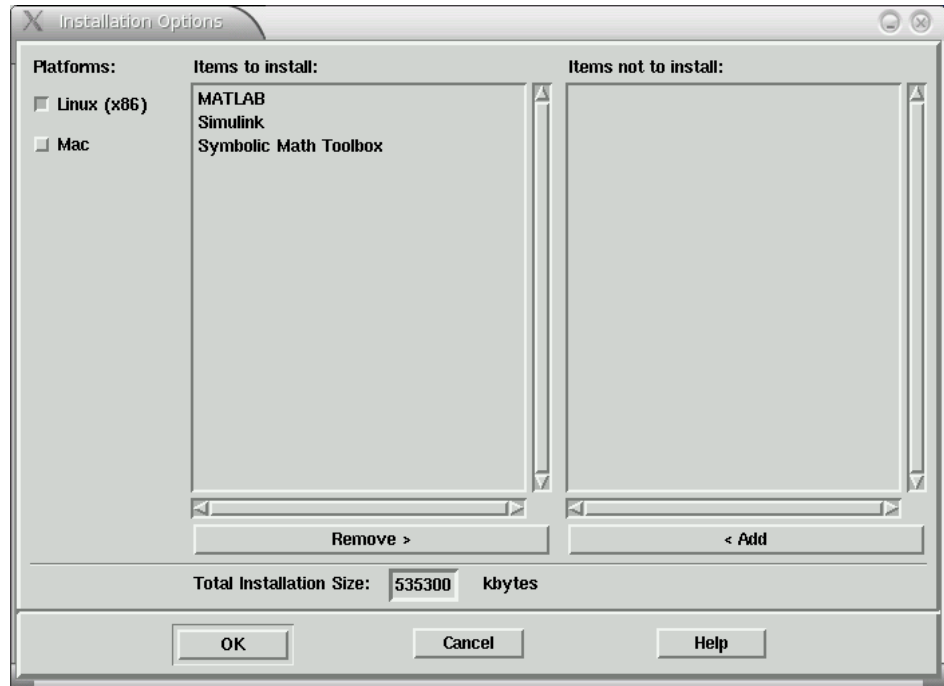 Installation Options
Platforms:
Linux (x86)
Mac
Items to install:
MATLAB
Simulink
Symbolic Math Toolbox
Remove >
Items not to install:
< Add
Total Installation Size: 535300 kbytes
OK
Cancel
Help